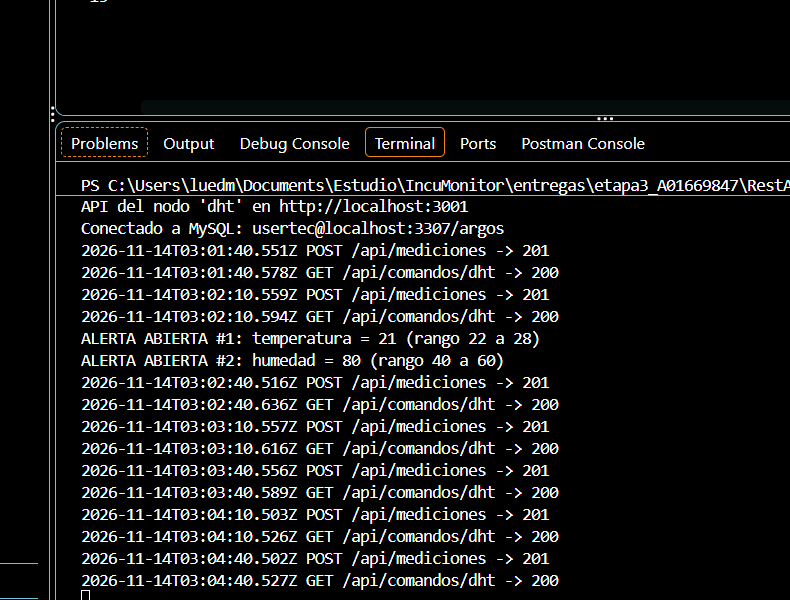 Problems Output Debug Console Terminal Ports Postman Console
PS C:\Users\luedm\Documents\Estudio\IncuMonitor\entregas\etapa3_A01669847\RestA
API del nodo 'dht' en http://localhost:3001
Conectado a MySQL: usertec@localhost:3307/argos
2026-11-14T03:01:40.551Z POST /api/mediciones -> 201
2026-11-14T03:01:40.578Z GET /api/comandos/dht -> 200
2026-11-14T03:02:10.559Z POST /api/mediciones -> 201
2026-11-14T03:02:10.594Z GET /api/comandos/dht -> 200
ALERTA ABIERTA #1: temperatura = 21 (rango 22 a 28)
ALERTA ABIERTA #2: humedad = 80 (rango 40 a 60)
2026-11-14T03:02:40.516Z POST /api/mediciones -> 201
2026-11-14T03:02:40.636Z GET /api/comandos/dht -> 200
2026-11-14T03:03:10.557Z POST /api/mediciones -> 201
2026-11-14T03:03:10.616Z GET /api/comandos/dht -> 200
2026-11-14T03:03:40.556Z POST /api/mediciones -> 201
2026-11-14T03:03:40.589Z GET /api/comandos/dht -> 200
2026-11-14T03:04:10.503Z POST /api/mediciones -> 201
2026-11-14T03:04:10.526Z GET /api/comandos/dht -> 200
2026-11-14T03:04:40.502Z POST /api/mediciones -> 201
2026-11-14T03:04:40.527Z GET /api/comandos/dht -> 200